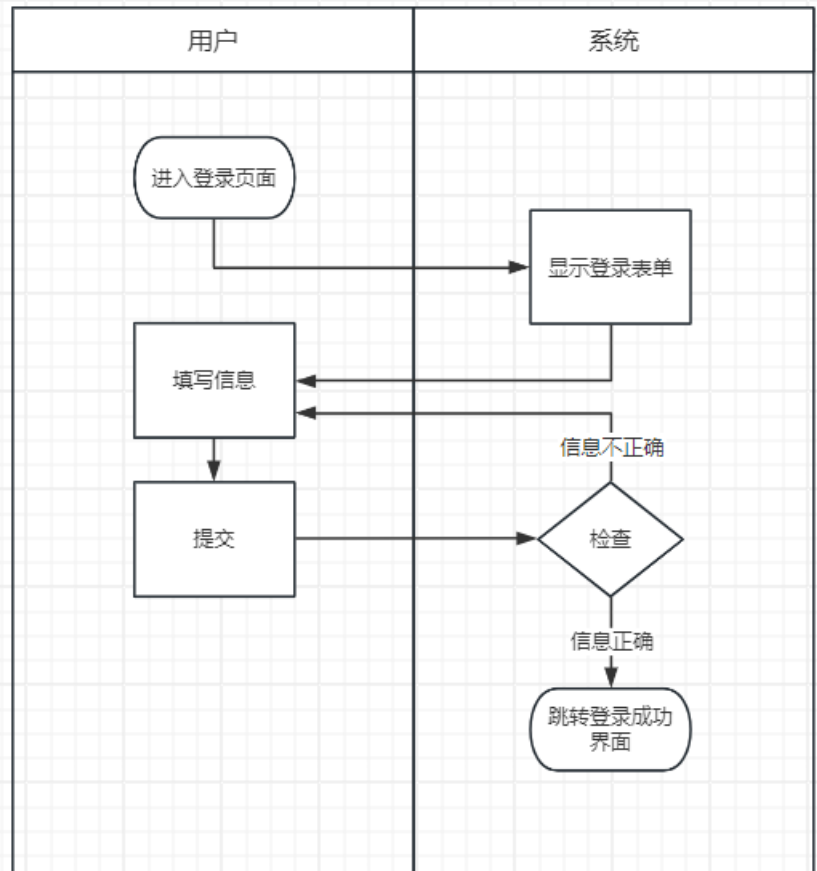 用户
系统
进入登录页面
显示登录表单
填写信息
信息不正确
提交
检查
信息正确
跳转登录成功
界面